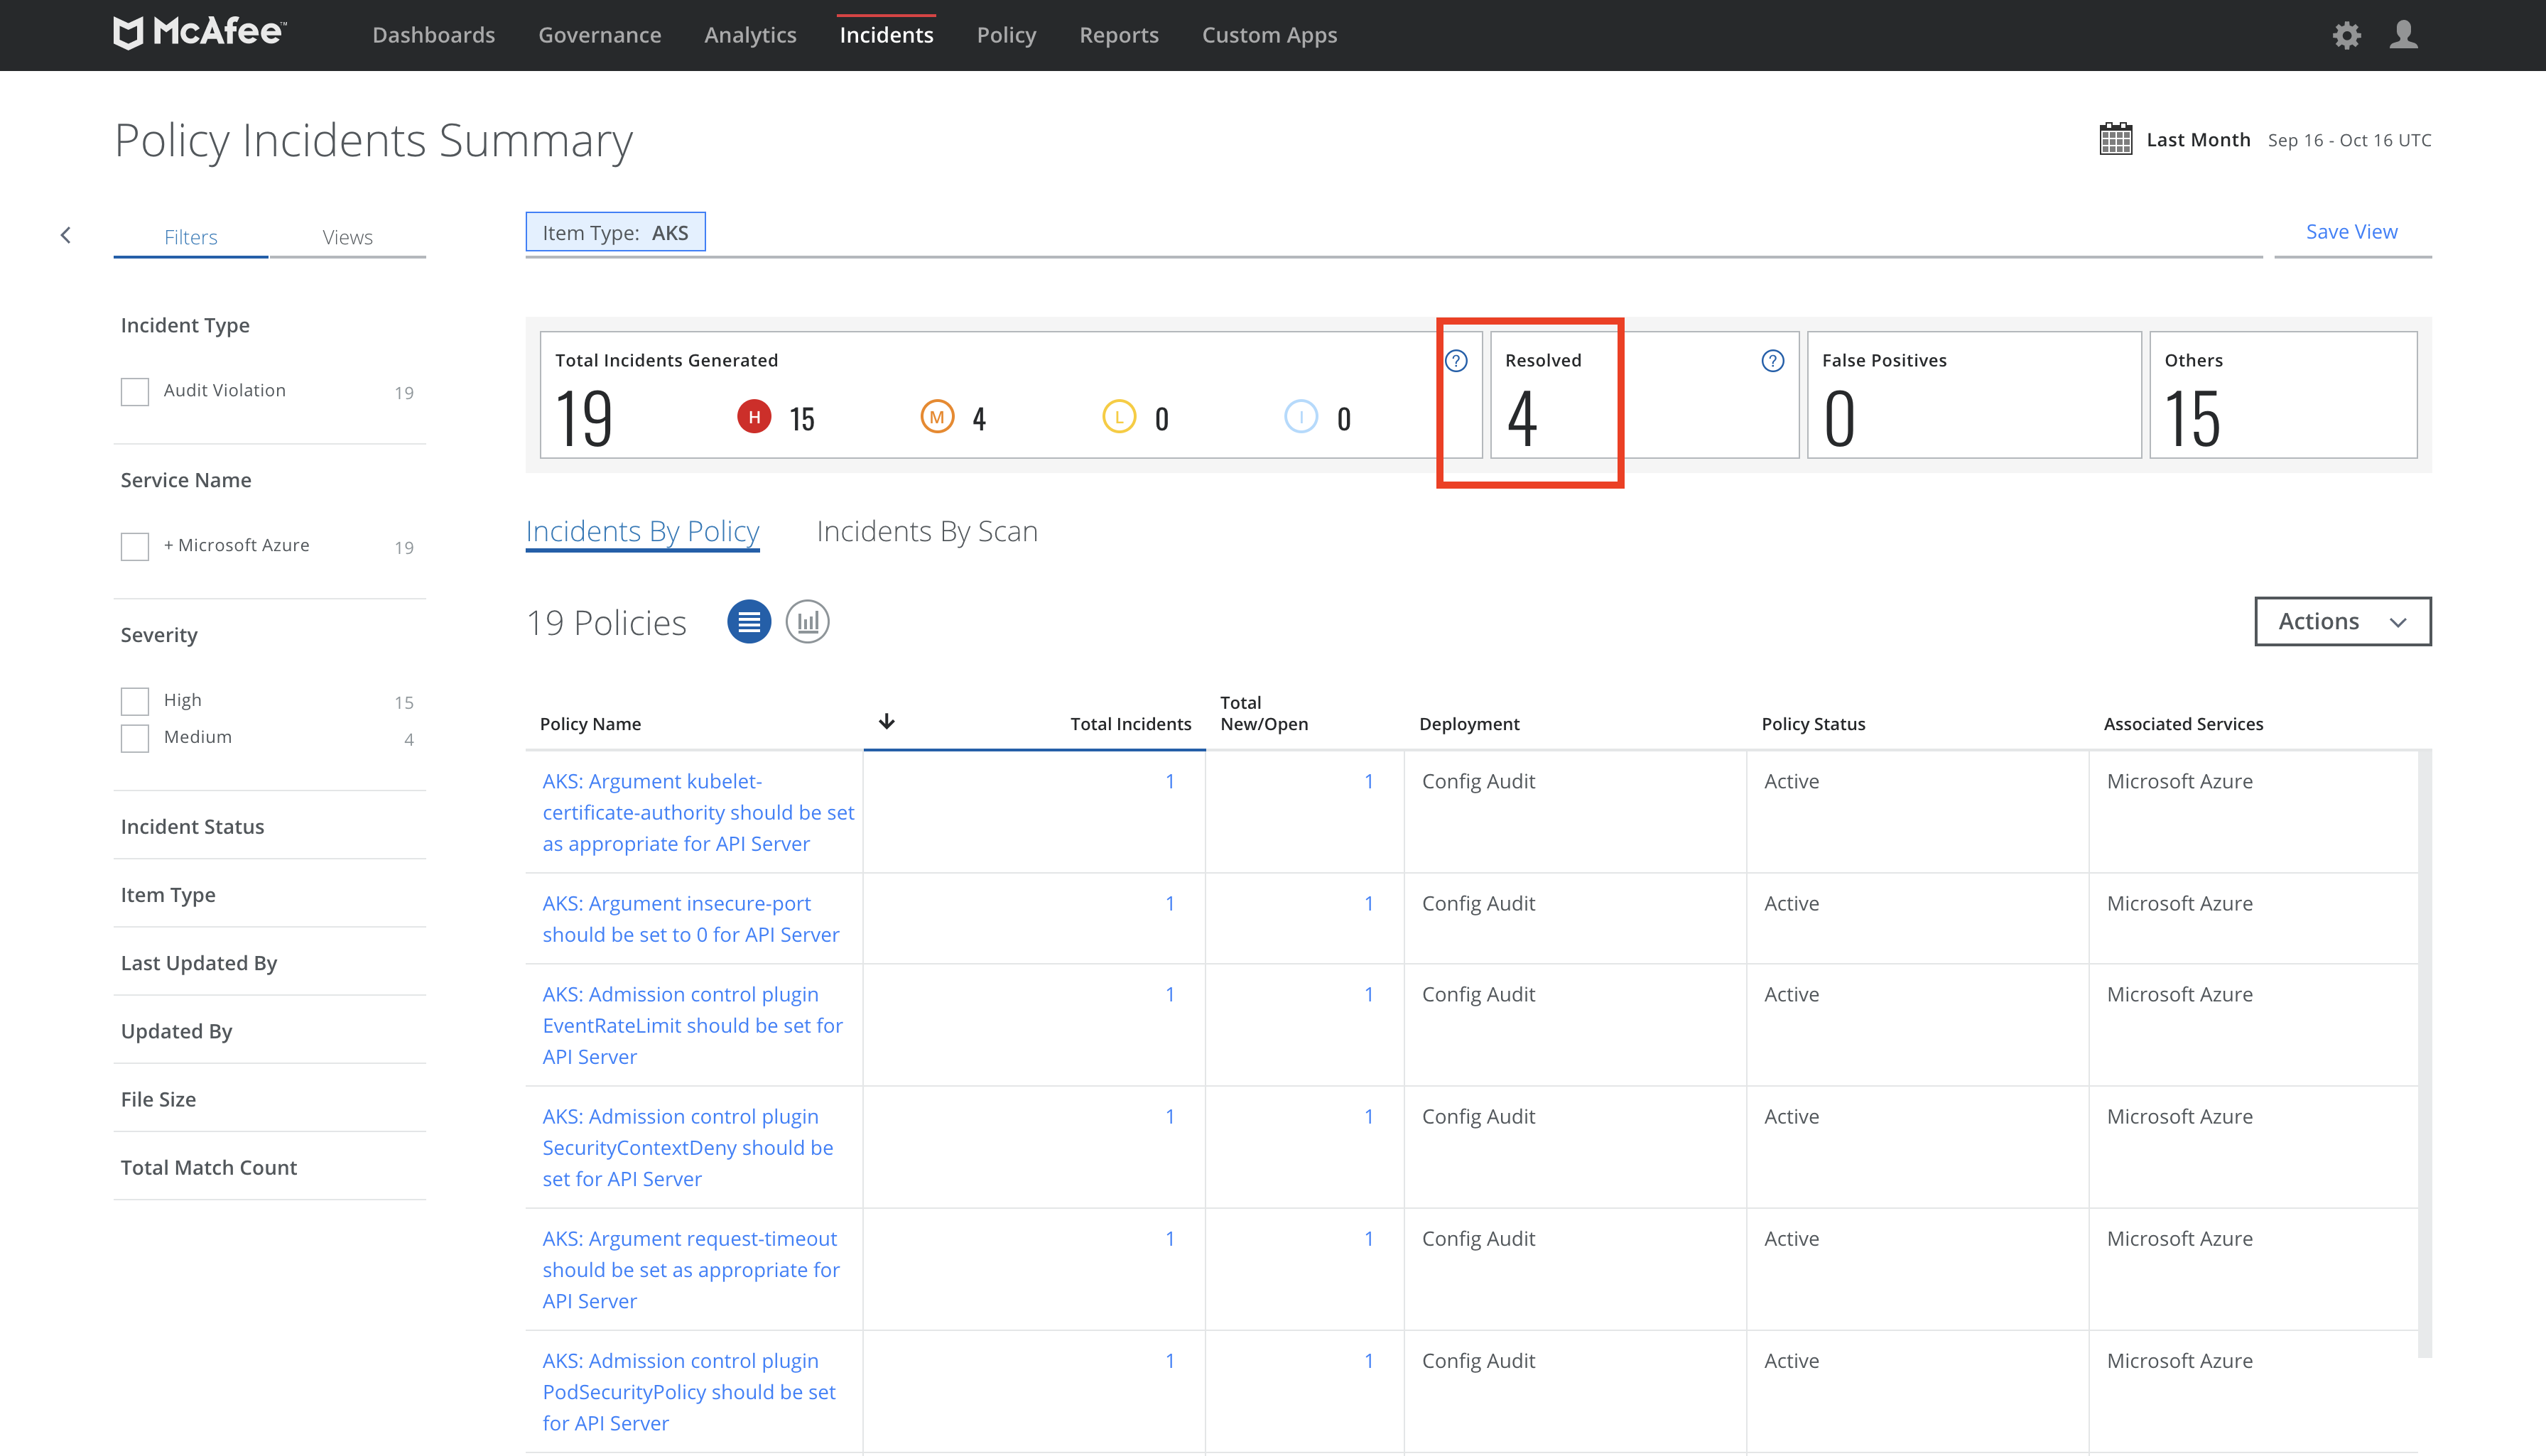 McAfee™
Dashboards Governance Analytics Incidents Policy Reports Custom Apps
Policy Incidents Summary
Last Month Sep 16 - Oct 16 UTC
Filters Views
Item Type: AKS
Save View
Incident Type
Audit Violation 19
Service Name
+ Microsoft Azure 19
Severity
High 15
Medium 4
Incident Status
Item Type
Last Updated By
Updated By
File Size
Total Match Count
Total Incidents Generated
?
19 H 15 M 4 L 0 I 0
Resolved
?
4
False Positives
0
Others
15
Incidents By Policy Incidents By Scan
19 Policies
Actions
Policy Name Total Incidents Total New/Open Deployment Policy Status Associated Services
AKS: Argument kubelet- 1 1 Config Audit Active Microsoft Azure
certificate-authority should be set
as appropriate for API Server
AKS: Argument insecure-port 1 1 Config Audit Active Microsoft Azure
should be set to 0 for API Server
AKS: Admission control plugin 1 1 Config Audit Active Microsoft Azure
EventRateLimit should be set for
API Server
AKS: Admission control plugin 1 1 Config Audit Active Microsoft Azure
SecurityContextDeny should be
set for API Server
AKS: Argument request-timeout 1 1 Config Audit Active Microsoft Azure
should be set as appropriate for
API Server
AKS: Admission control plugin 1 1 Config Audit Active Microsoft Azure
PodSecurityPolicy should be set
for API Server